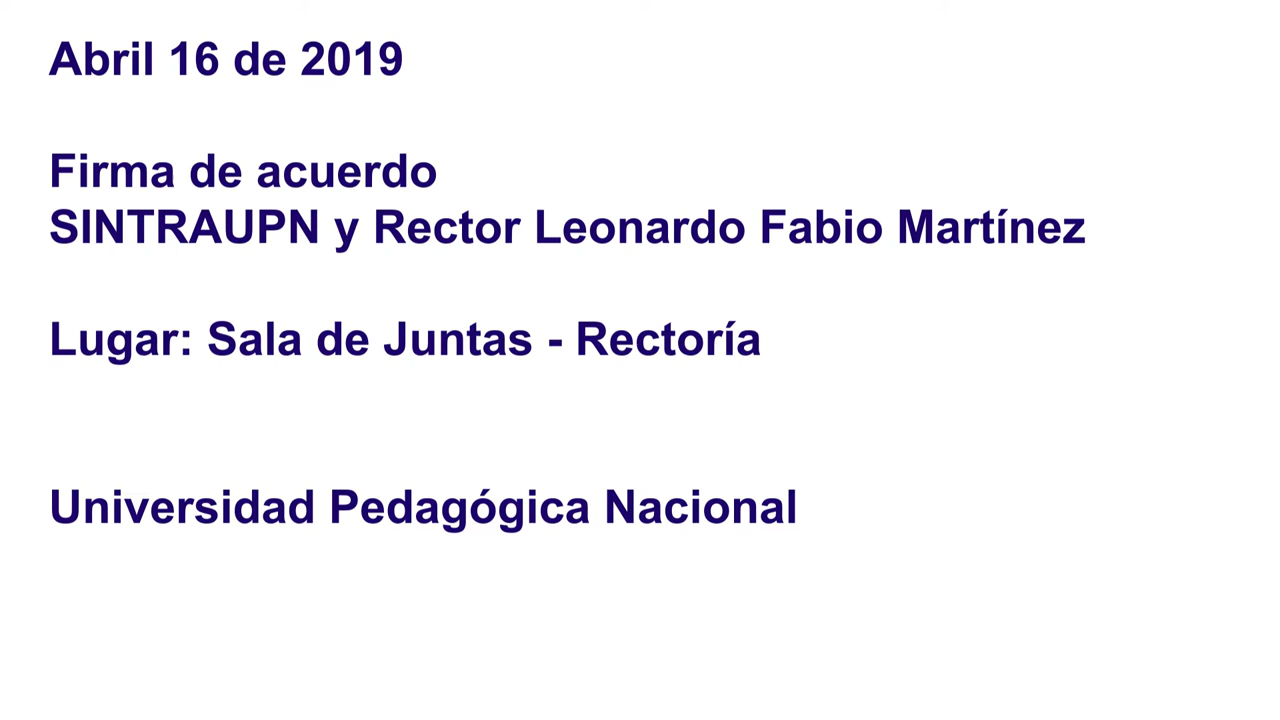 Abril 16 de 2019
Firma de acuerdo
SINTRAUPN y Rector Leonardo Fabio Martínez
Lugar: Sala de Juntas - Rectoría
Universidad Pedagógica Nacional